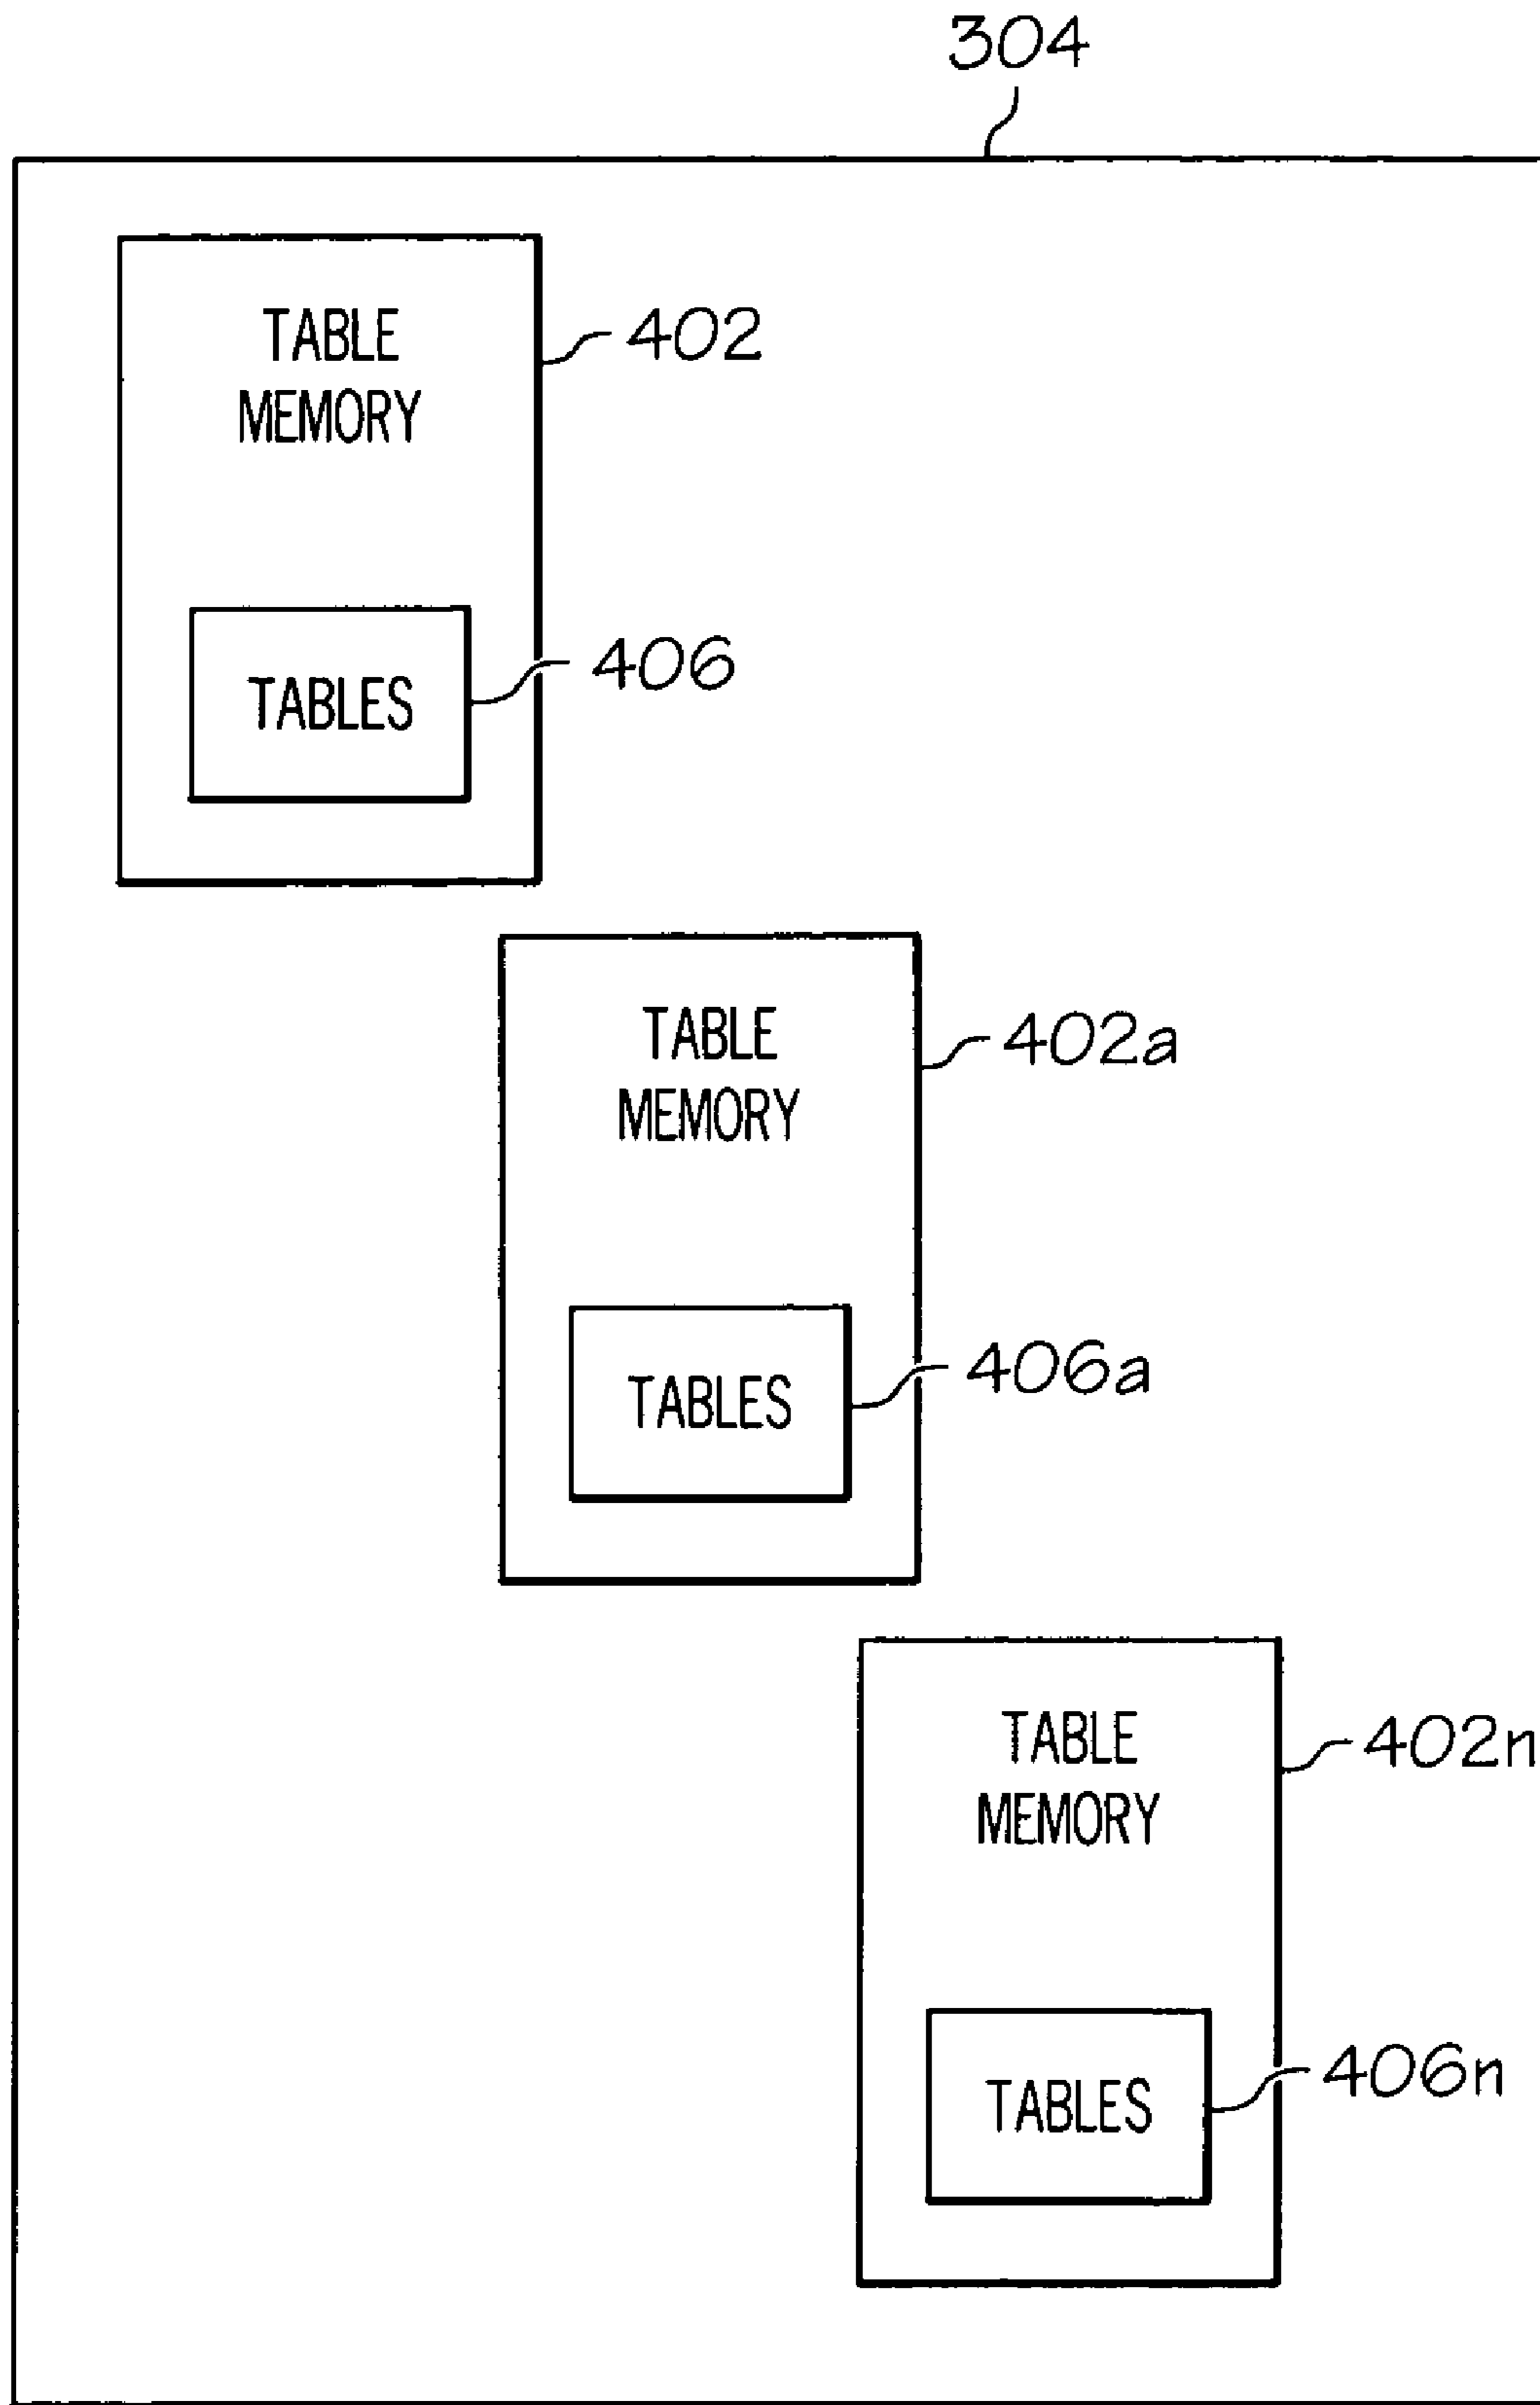 304
TABLE
MEMORY
402
TABLES
406
TABLE
MEMORY
402a
TABLES
406a
TABLE
MEMORY
402n
TABLES
406n